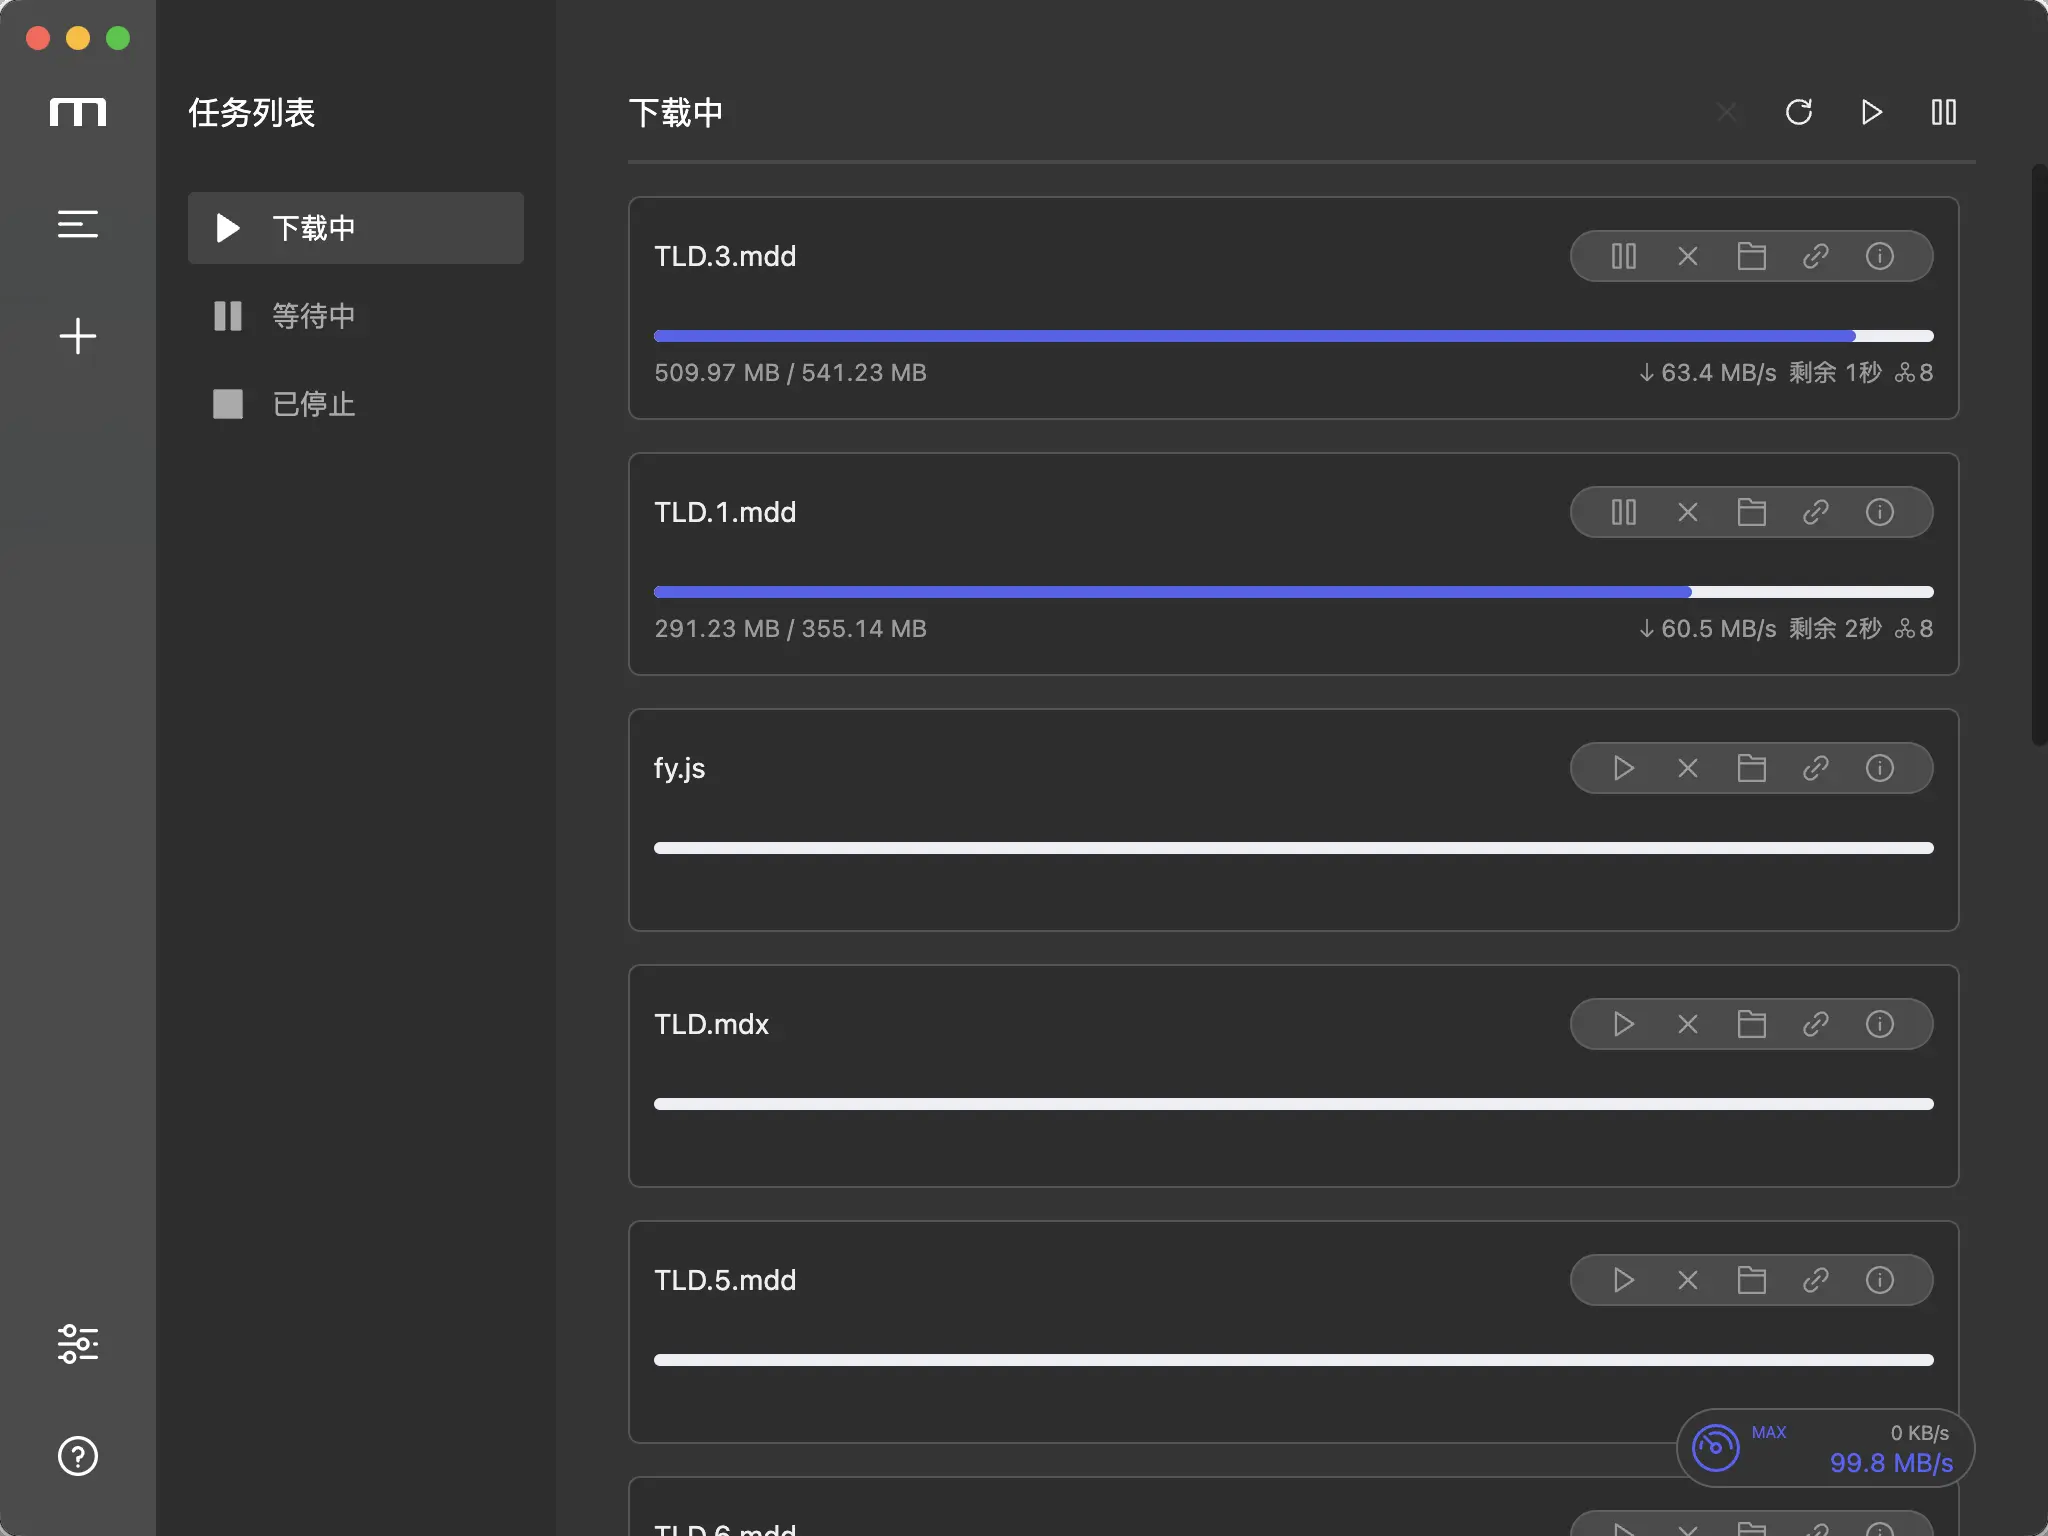 任务列表
下载中
等待中
已停止
下载中
TLD.3.mdd
509.97 MB / 541.23 MB
↓ 63.4 MB/s 剩余 1秒 8
TLD.1.mdd
291.23 MB / 355.14 MB
↓ 60.5 MB/s 剩余 2秒 8
fy.js
TLD.mdx
TLD.5.mdd
TLD.6.mdd
MAX
0 KB/s
99.8 MB/s